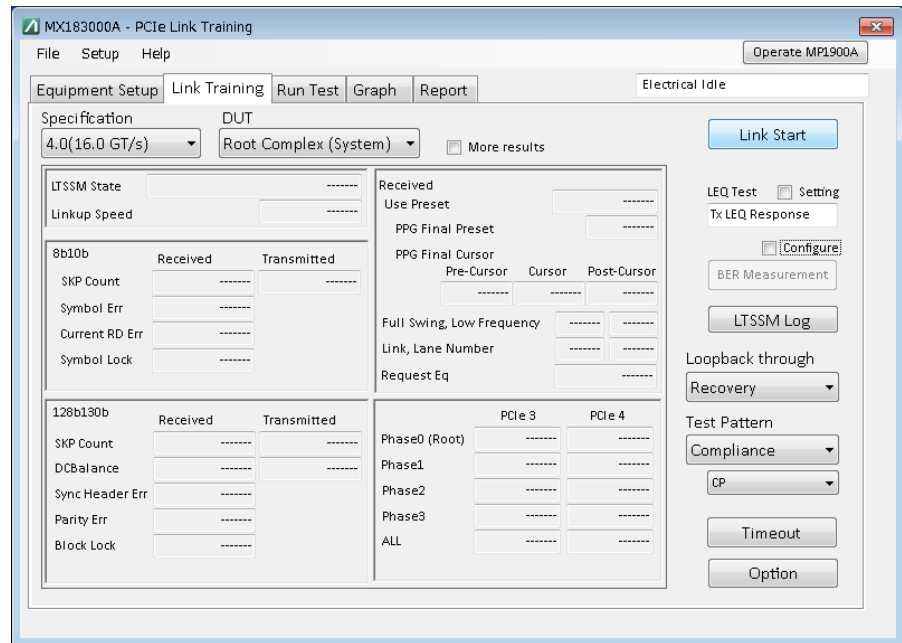 MX183000A - PCIe Link Training
File Setup Help Operate MP1900A
Equipment Setup Link Training Run Test Graph Report Electrical Idle
Specification DUT
4.0(16.0 GT/s) Root Complex (System) More results
Link Start
LTSSM State -------
Linkup Speed -------
8b10b Received Transmitted
SKP Count ------- -------
Symbol Err -------
Current RD Err -------
Symbol Lock -------
128b130b Received Transmitted
SKP Count ------- -------
DCBalance ------- -------
Sync Header Err -------
Parity Err -------
Block Lock -------
Received
Use Preset -------
PPG Final Preset -------
PPG Final Cursor
Pre-Cursor Cursor Post-Cursor
------- ------- -------
Full Swing, Low Frequency ------- -------
Link, Lane Number ------- -------
Request Eq -------
PCIe 3 PCIe 4
Phase0 (Root) ------- -------
Phase1 ------- -------
Phase2 ------- -------
Phase3 ------- -------
ALL ------- -------
LEQ Test Setting
Tx LEQ Response
Configure
BER Measurement
LTSSM Log
Loopback through
Recovery
Test Pattern
Compliance
CP
Timeout
Option